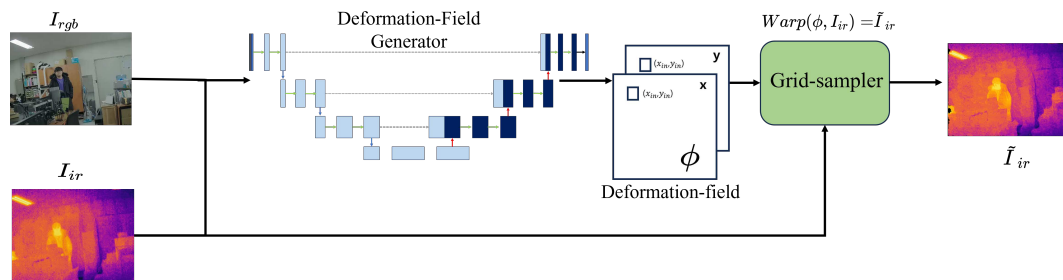 I_rgb
Deformation-Field
Generator
Warp(ϕ, I_ir) = Ĩ_ir
y
(x_in, y_in)
x
(x_in, y_in)
Grid-sampler
ϕ
Ĩ_ir
I_ir
Deformation-field